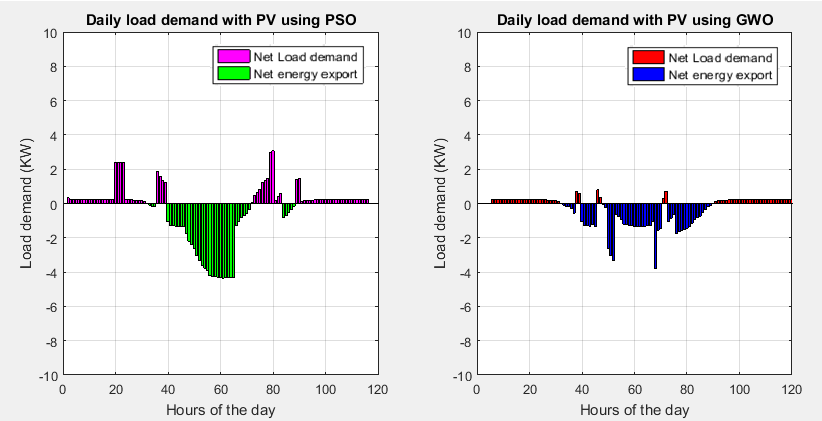 Daily load demand with PV using PSO
10
8
6
4
2
0
-2
-4
-6
-8
-10
0 20 40 60 80 100 120
Load demand (KW)
Hours of the day
Net Load demand
Net energy export
Daily load demand with PV using GWO
10
8
6
4
2
0
-2
-4
-6
-8
-10
0 20 40 60 80 100 120
Load demand (KW)
Hours of the day
Net Load demand
Net energy export